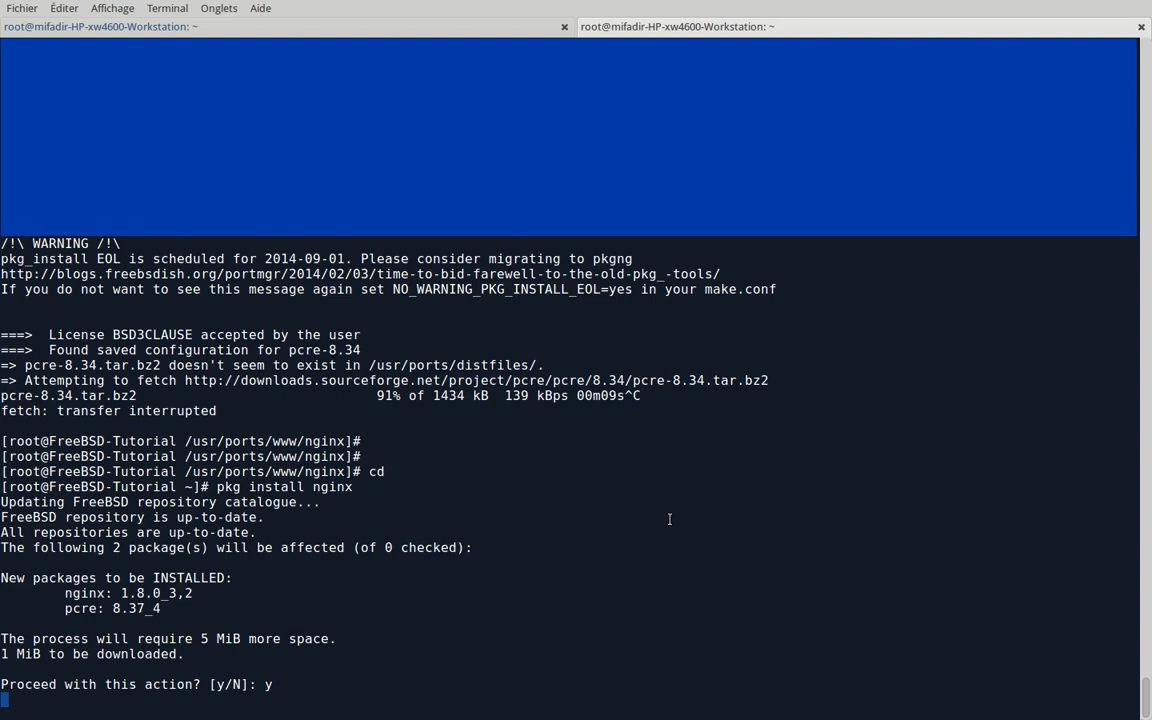 Fichier Éditer Affichage Terminal Onglets Aide
root@mifadir-HP-xw4600-Workstation: ~ root@mifadir-HP-xw4600-Workstation: ~
/!\ WARNING /!\
pkg_install EOL is scheduled for 2014-09-01. Please consider migrating to pkgng
http://blogs.freebsdish.org/portmgr/2014/02/03/time-to-bid-farewell-to-the-old-pkg_-tools/
If you do not want to see this message again set NO_WARNING_PKG_INSTALL_EOL=yes in your make.conf
===>  License BSD3CLAUSE accepted by the user
===>  Found saved configuration for pcre-8.34
=> pcre-8.34.tar.bz2 doesn't seem to exist in /usr/ports/distfiles/.
=> Attempting to fetch http://downloads.sourceforge.net/project/pcre/pcre/8.34/pcre-8.34.tar.bz2
pcre-8.34.tar.bz2                              91% of 1434 kB  139 kBps 00m09s^C
fetch: transfer interrupted
[root@FreeBSD-Tutorial /usr/ports/www/nginx]#
[root@FreeBSD-Tutorial /usr/ports/www/nginx]#
[root@FreeBSD-Tutorial /usr/ports/www/nginx]# cd
[root@FreeBSD-Tutorial ~]# pkg install nginx
Updating FreeBSD repository catalogue...
FreeBSD repository is up-to-date.
All repositories are up-to-date.
The following 2 package(s) will be affected (of 0 checked):
New packages to be INSTALLED:
nginx: 1.8.0_3,2
pcre: 8.37_4
The process will require 5 MiB more space.
1 MiB to be downloaded.
Proceed with this action? [y/N]: y